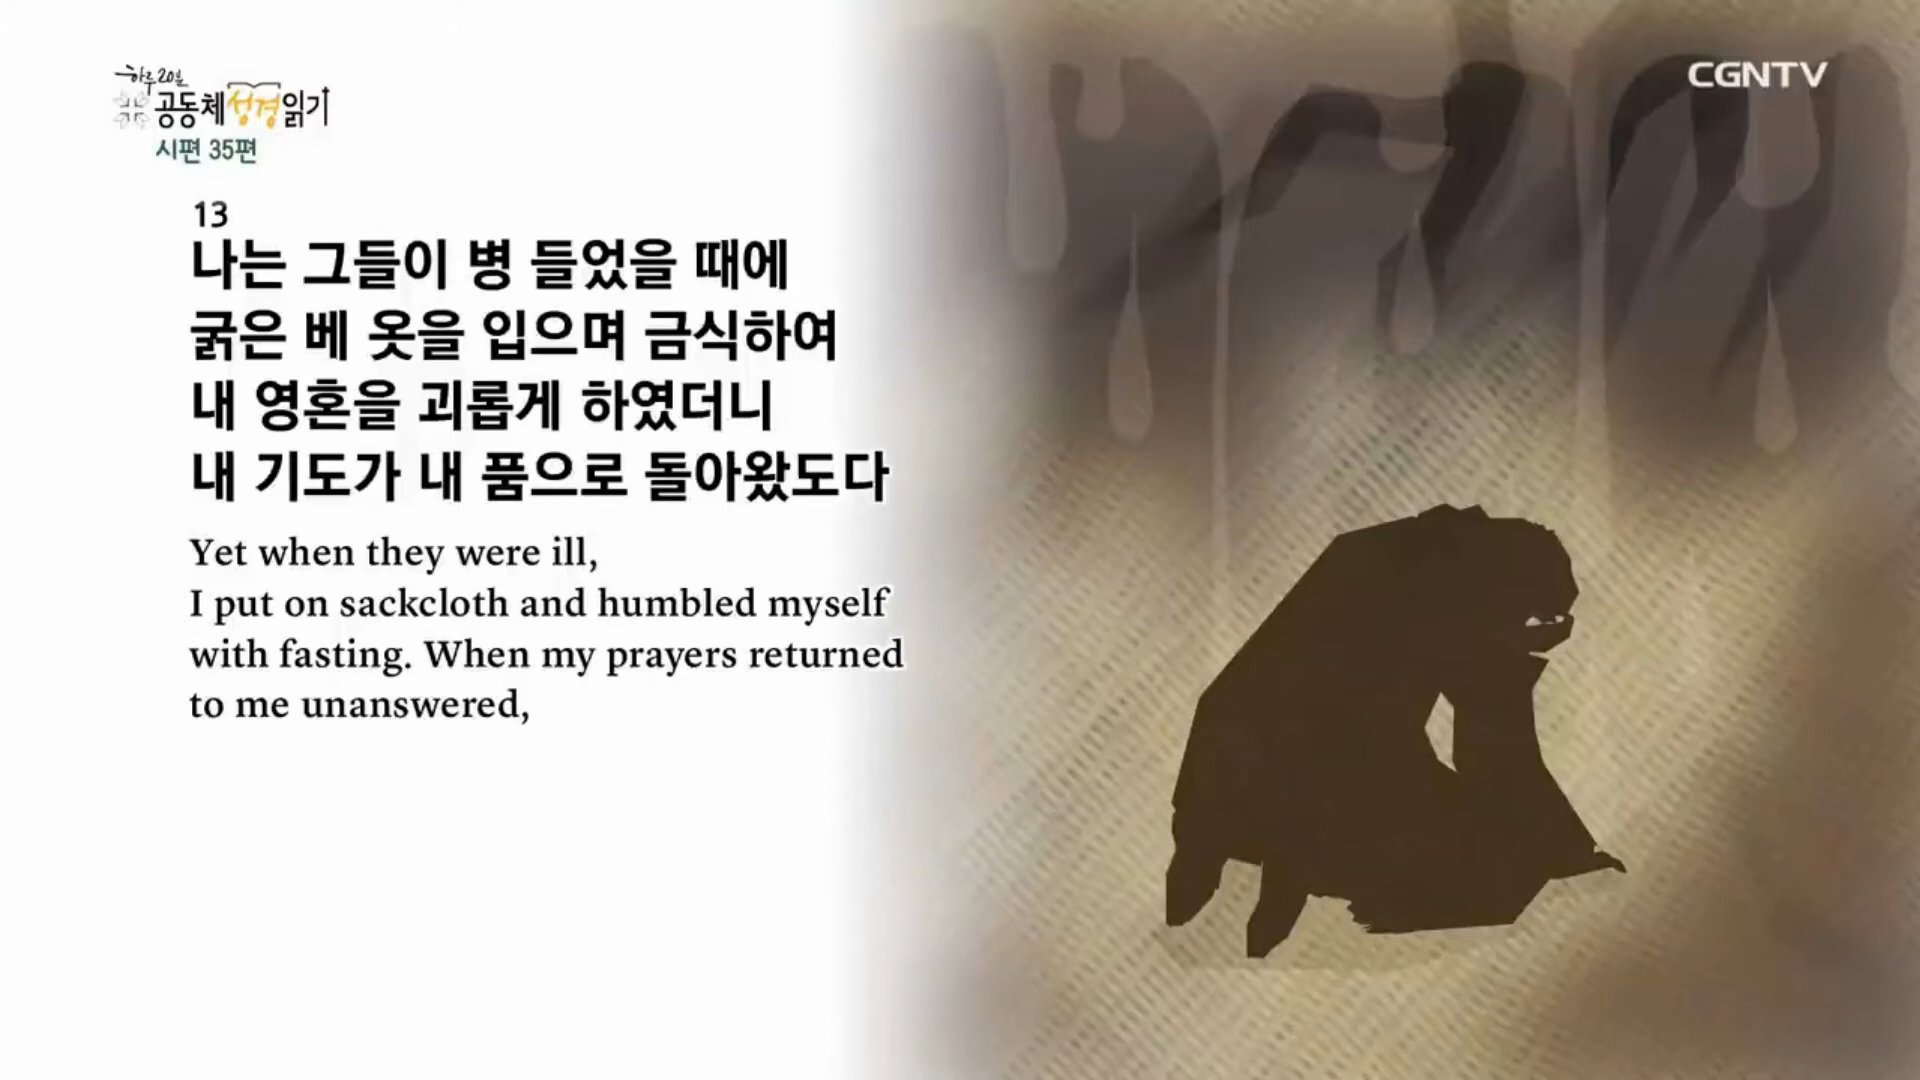 하루20분
공동체성경읽기
시편 35편
CGNTV
13
나는 그들이 병 들었을 때에
굵은 베 옷을 입으며 금식하여
내 영혼을 괴롭게 하였더니
내 기도가 내 품으로 돌아왔도다
Yet when they were ill,
I put on sackcloth and humbled myself
with fasting. When my prayers returned
to me unanswered,